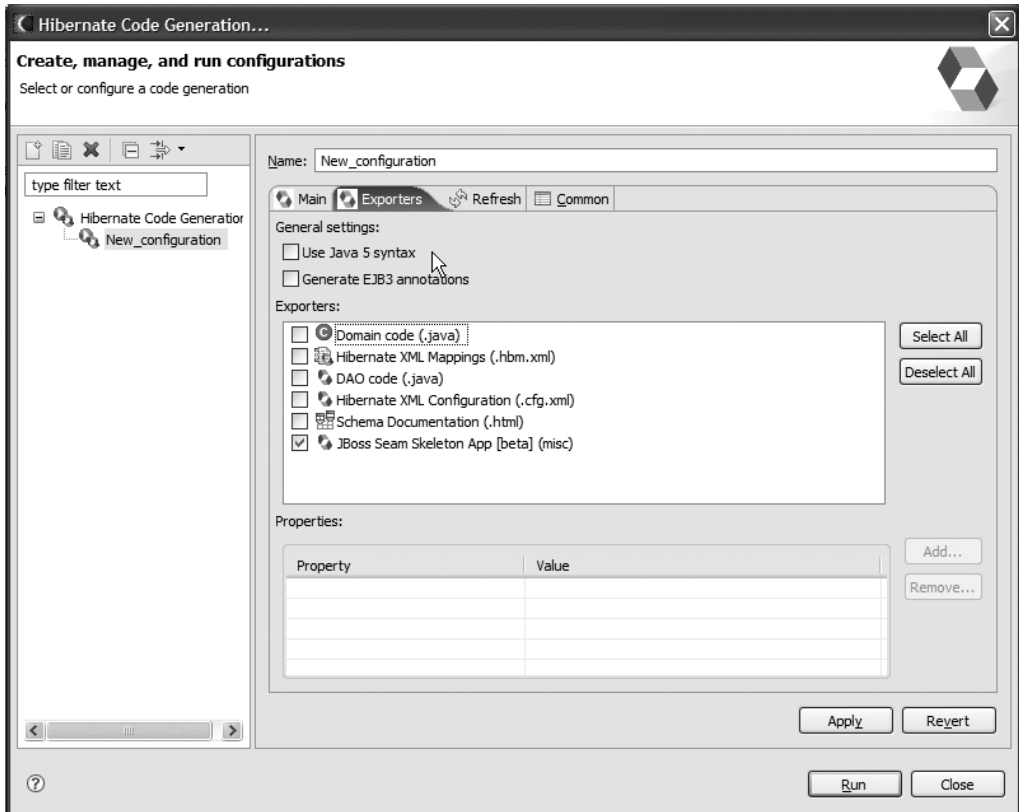 Hibernate Code Generation...
Create, manage, and run configurations
Select or configure a code generation
type filter text
Hibernate Code Generation
New_configuration
Name: New_configuration
Main Exporters Refresh Common
General settings:
Use Java 5 syntax
Generate EJB3 annotations
Exporters:
Domain code (.java)
Hibernate XML Mappings (.hbm.xml)
DAO code (.java)
Hibernate XML Configuration (.cfg.xml)
Schema Documentation (.html)
JBoss Seam Skeleton App [beta] (misc)
Select All
Deselect All
Properties:
Property Value
Add...
Remove...
Apply Revert
Run Close